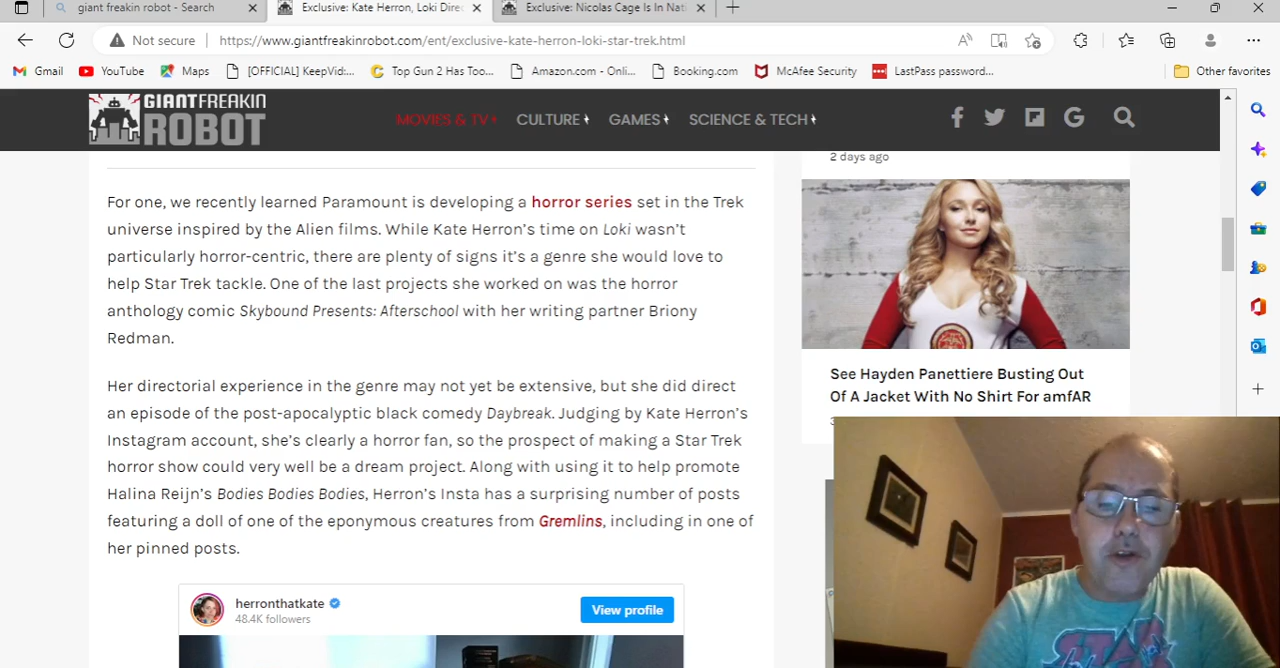 giant freakin robot - Search
Exclusive: Kate Herron, Loki Direc
Exclusive: Nicolas Cage Is In Nati
Not secure
https://www.giantfreakinrobot.com/ent/exclusive-kate-herron-loki-star-trek.html
Gmail
YouTube
Maps
[OFFICIAL] KeepVid:...
Top Gun 2 Has Too...
Amazon.com - Onli...
Booking.com
McAfee Security
LastPass password...
Other favorites
GIANTFREAKIN
ROBOT
MOVIES & TV
CULTURE
GAMES
SCIENCE & TECH
For one, we recently learned Paramount is developing a horror series set in the Trek
universe inspired by the Alien films. While Kate Herron's time on Loki wasn't
particularly horror-centric, there are plenty of signs it's a genre she would love to
help Star Trek tackle. One of the last projects she worked on was the horror
anthology comic Skybound Presents: Afterschool with her writing partner Briony
Redman.
Her directorial experience in the genre may not yet be extensive, but she did direct
an episode of the post-apocalyptic black comedy Daybreak. Judging by Kate Herron's
Instagram account, she's clearly a horror fan, so the prospect of making a Star Trek
horror show could very well be a dream project. Along with using it to help promote
Halina Reijn's Bodies Bodies Bodies, Herron's Insta has a surprising number of posts
featuring a doll of one of the eponymous creatures from Gremlins, including in one of
her pinned posts.
herronthatkate
48.4K followers
View profile
2 days ago
See Hayden Panettiere Busting Out
Of A Jacket With No Shirt For amfAR